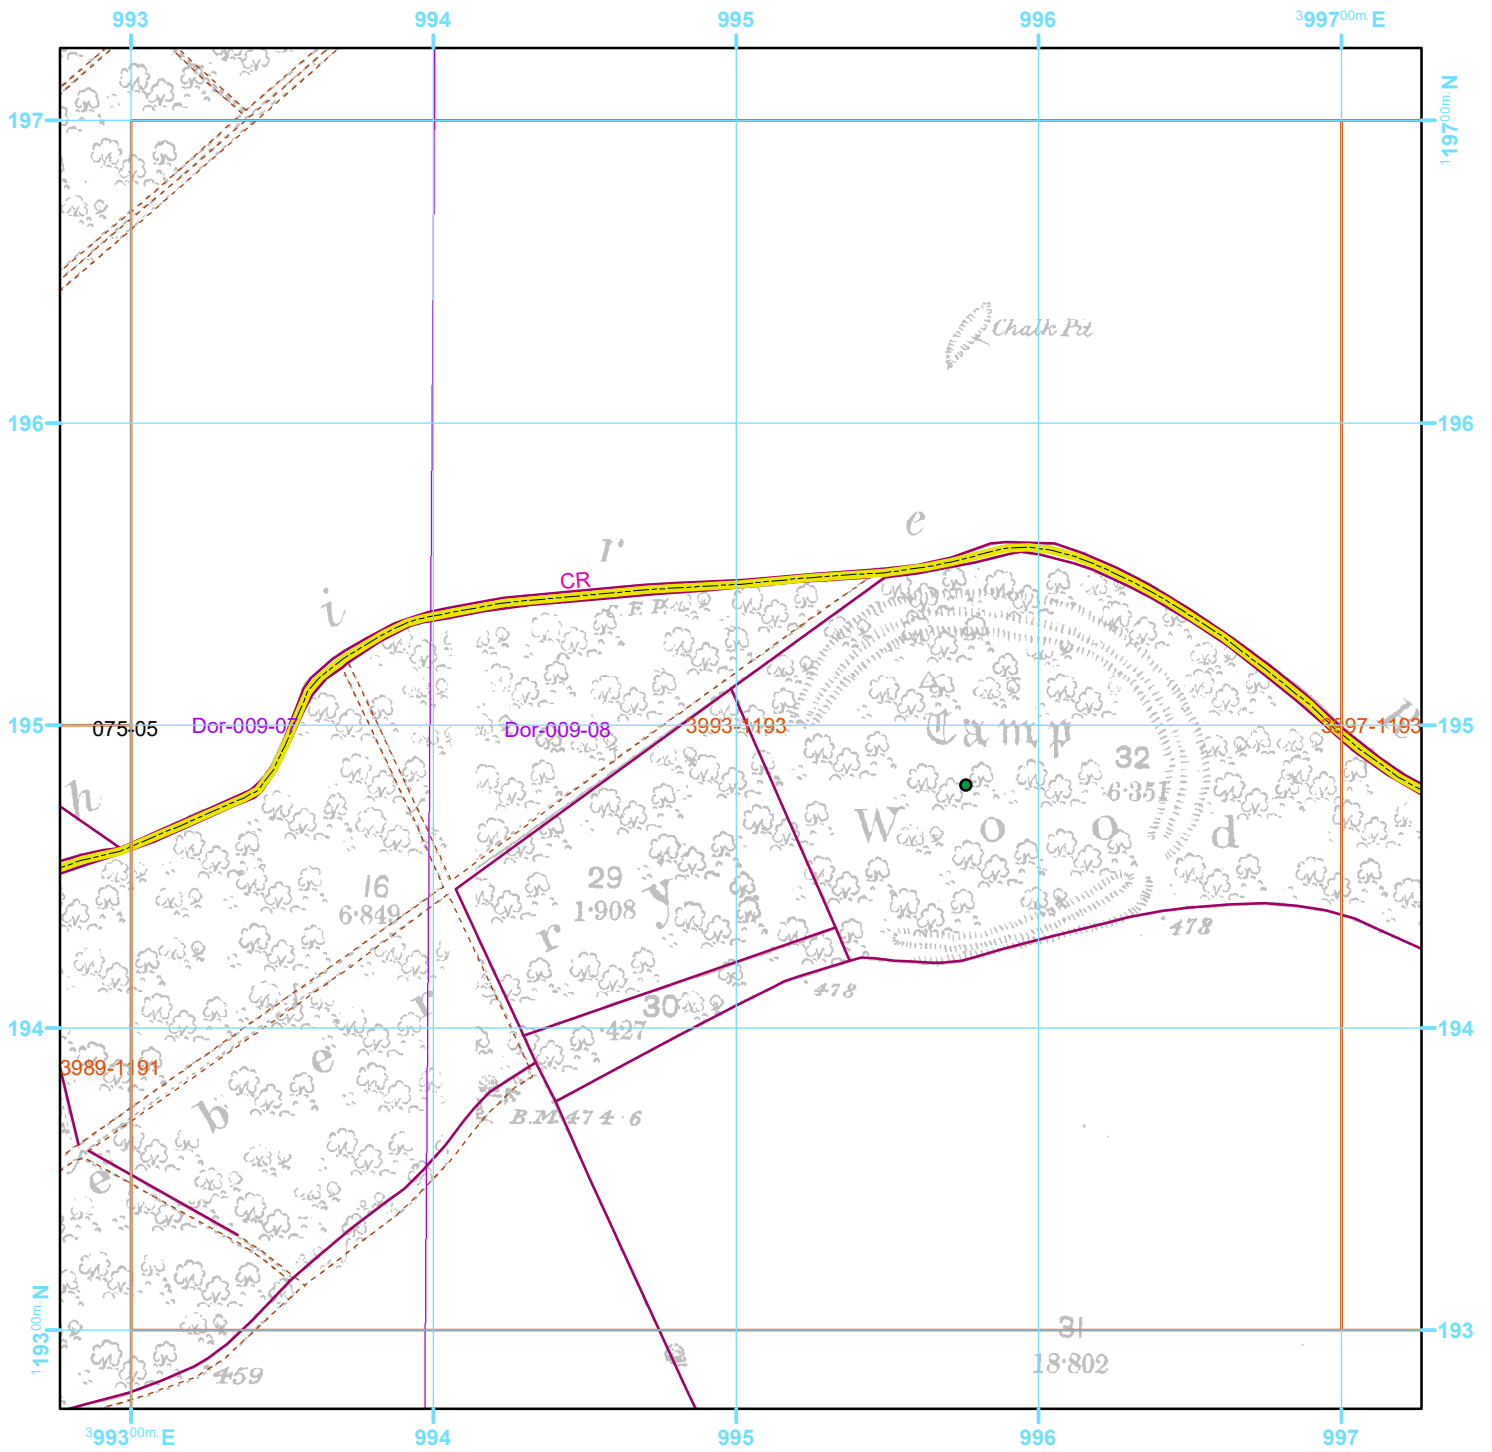 993 994 995 996 ³997⁰⁰ᵐ· E
¹197⁰⁰ᵐ· N
197
Chalk Pit
196 196
e
r
CR
i
C. F. P.
195 195
075-05 Dor-009-07 Dor-009-08 3993-1193 3997-1193
Camp
32
6·351
h
W o o d
16
6·849
29
1·908
y
r
478
478
r
30
·427
194 194
3989-1191
e
b
B.M. 474·6
e
¹193⁰⁰ᵐ· N
31
193
18·802
459
³993⁰⁰ᵐ· E 994 995 996 997